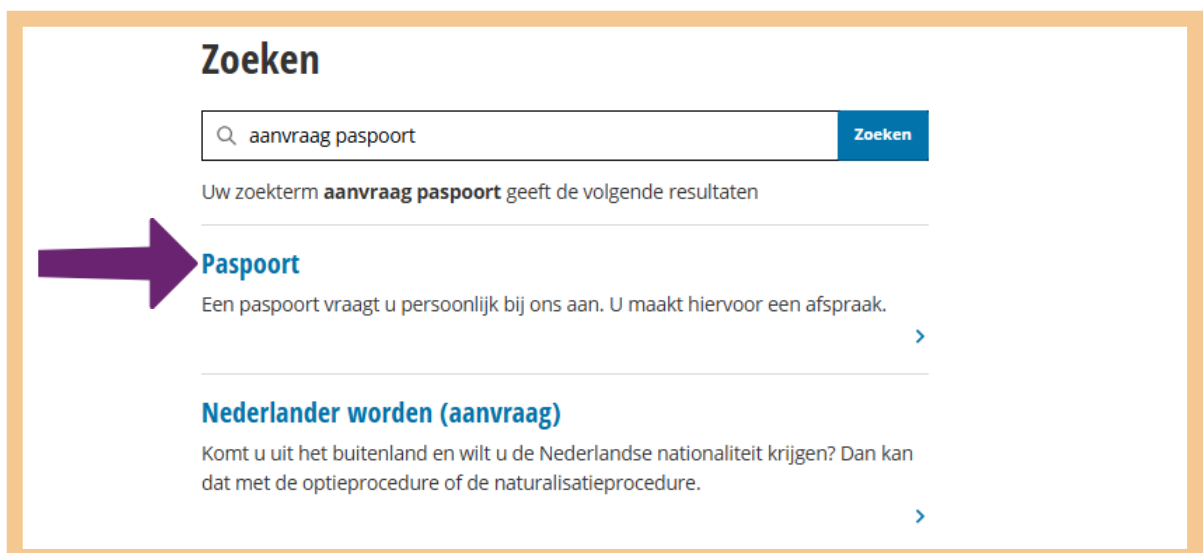 Zoeken
aanvraag paspoort
Zoeken
Uw zoekterm aanvraag paspoort geeft de volgende resultaten
Paspoort
Een paspoort vraagt u persoonlijk bij ons aan. U maakt hiervoor een afspraak.
Nederlander worden (aanvraag)
Komt u uit het buitenland en wilt u de Nederlandse nationaliteit krijgen? Dan kan
dat met de optieprocedure of de naturalisatieprocedure.